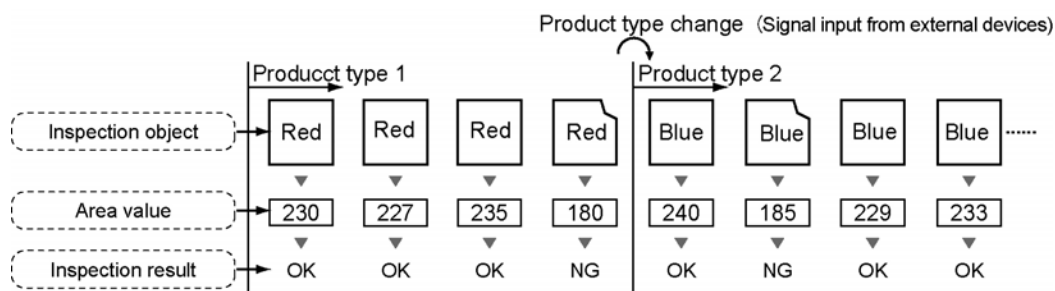 Product type change (Signal input from external devices)
Producct type 1
Product type 2
Inspection object
Red
Red
Red
Red
Blue
Blue
Blue
Blue
......
Area value
230
227
235
180
240
185
229
233
Inspection result
OK
OK
OK
NG
OK
NG
OK
OK